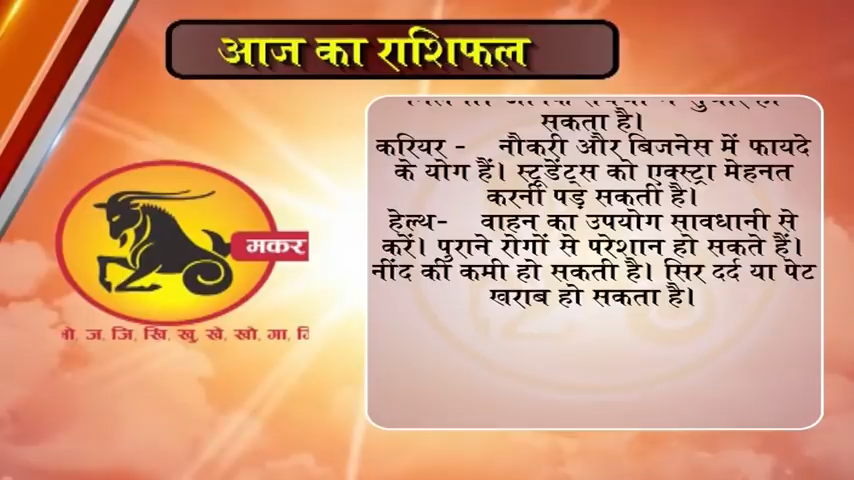 आज का राशिफल
सकता है।
करियर - नौकरी और बिजनेस में फायदे
के योग हैं। स्टूडेंट्स को एक्स्ट्रा मेहनत
करनी पड़ सकती है।
हेल्थ- वाहन का उपयोग सावधानी से
करें। पुराने रोगों से परेशान हो सकते हैं।
नींद की कमी हो सकती है। सिर दर्द या पेट
खराब हो सकता है।
मकर
ज, जि, खि, खु, खे, खो, गा,